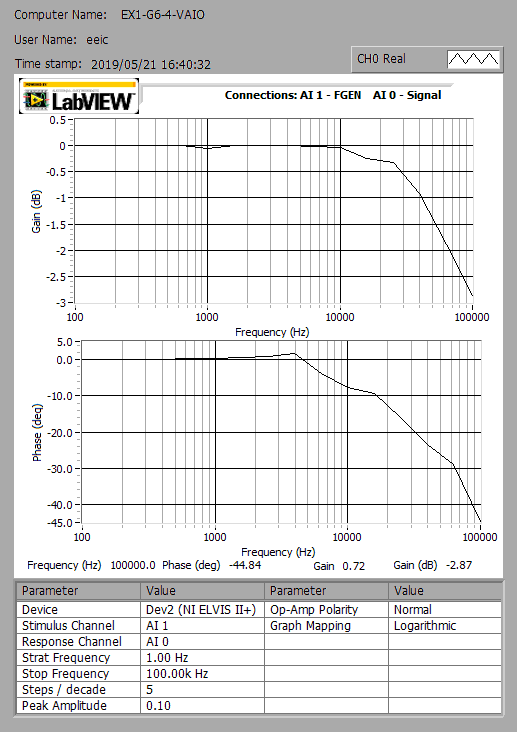 Computer Name: EX1-G6-4-VAIO
User Name: eeic
Time stamp: 2019/05/21 16:40:32
CH0 Real
LabVIEW
Connections: AI 1 - FGEN AI 0 - Signal
0.5
0
-0.5
-1
-1.5
-2
-2.5
-3
Gain (dB)
100 1000 10000 100000
Frequency (Hz)
5.0
0.0
-10.0
-20.0
-30.0
-40.0
-45.0
Phase (deg)
100 1000 10000 100000
Frequency (Hz)
Frequency (Hz) 100000.0 Phase (deg) -44.84 Gain 0.72 Gain (dB) -2.87
Parameter Value Parameter Value
Device Dev2 (NI ELVIS II+) Op-Amp Polarity Normal
Stimulus Channel AI 1 Graph Mapping Logarithmic
Response Channel AI 0
Strat Frequency 1.00 Hz
Stop Frequency 100.00k Hz
Steps / decade 5
Peak Amplitude 0.10